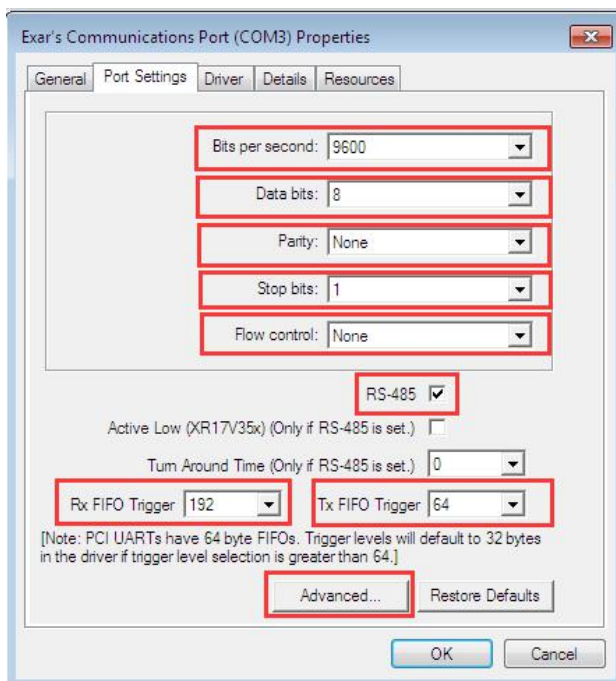 Exar's Communications Port (COM3) Properties
General Port Settings Driver Details Resources
Bits per second: 9600
Data bits: 8
Parity: None
Stop bits: 1
Flow control: None
RS-485
Active Low (XR17V35x) (Only if RS-485 is set.)
Turn Around Time (Only if RS-485 is set.) 0
Rx FIFO Trigger 192 Tx FIFO Trigger 64
[Note: PCI UARTs have 64 byte FIFOs. Trigger levels will default to 32 bytes
in the driver if trigger level selection is greater than 64.]
Advanced... Restore Defaults
OK Cancel